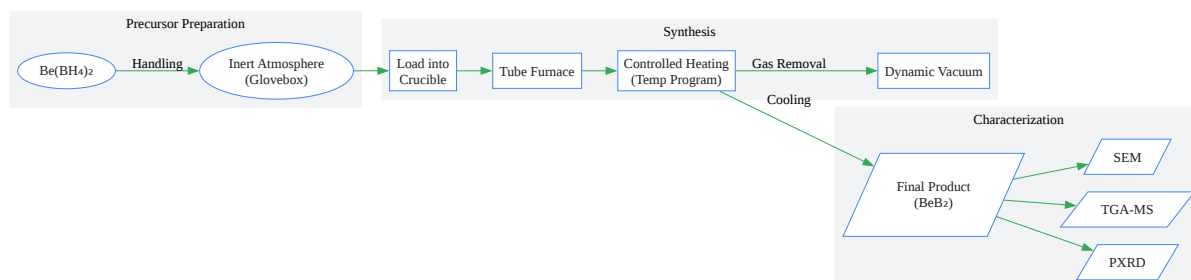 Precursor Preparation
Be(BH₄)₂
Handling
Inert Atmosphere
(Glovebox)
Synthesis
Load into
Crucible
Tube Furnace
Controlled Heating
(Temp Program)
Gas Removal
Dynamic Vacuum
Cooling
Characterization
Final Product
(BeB₂)
SEM
TGA-MS
PXRD